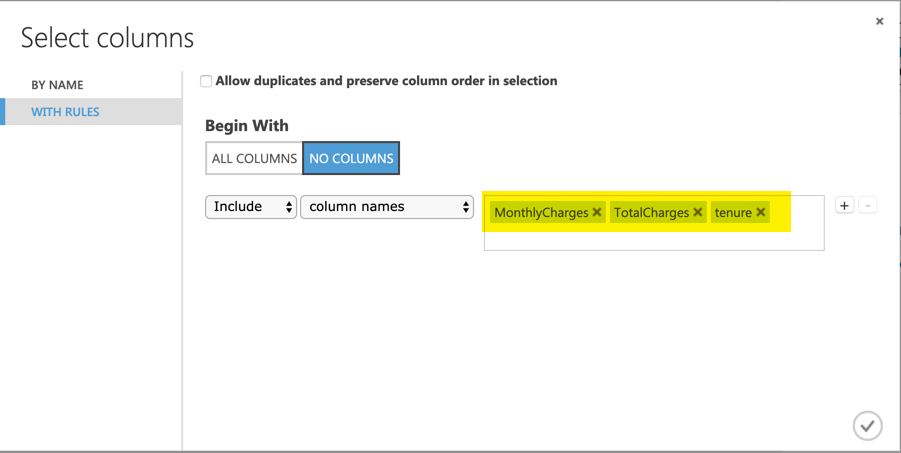 Select columns
BY NAME
WITH RULES
Allow duplicates and preserve column order in selection
Begin With
ALL COLUMNS NO COLUMNS
Include column names MonthlyCharges TotalCharges tenure + -